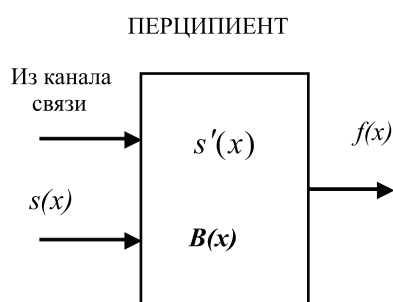 ПЕРЦИПИЕНТ
Из канала
связи
s′(x)
f(x)
s(x)
B(x)